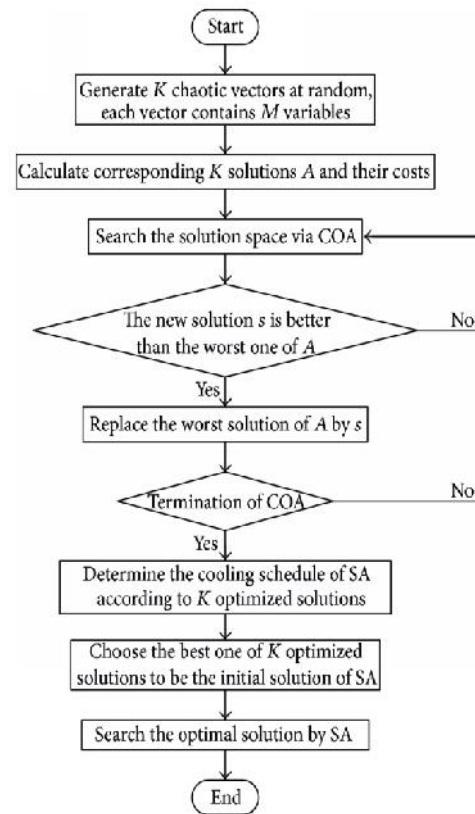 Start
Generate K chaotic vectors at random,
each vector contains M variables
Calculate corresponding K solutions A and their costs
Search the solution space via COA
The new solution s is better
than the worst one of A
No
Yes
Replace the worst solution of A by s
Termination of COA
No
Yes
Determine the cooling schedule of SA
according to K optimized solutions
Choose the best one of K optimized
solutions to be the initial solution of SA
Search the optimal solution by SA
End